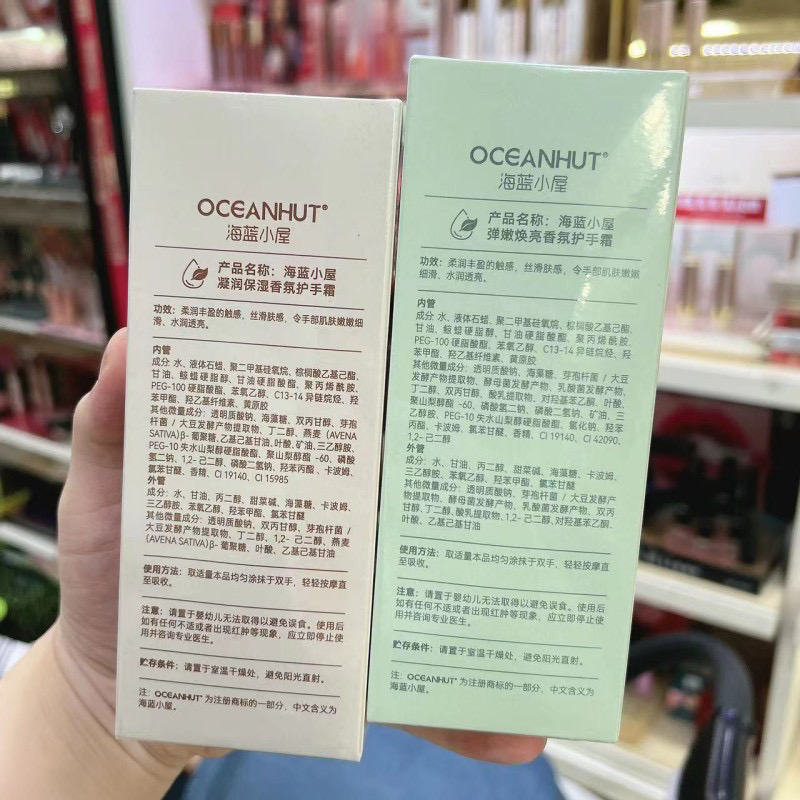 OCEANHUT®
海蓝小屋
产品名称：海蓝小屋
凝润保湿香氛护手霜
功效：柔润丰盈的触感，丝滑肤感，令手部肌肤嫩嫩细
滑、水润透亮。
内管
成分 水、液体石蜡、聚二甲基硅氧烷、棕榈酸乙基己酯、
甘油、鲸蜡硬脂醇、甘油硬脂酸酯、聚丙烯酰胺、
PEG-100 硬脂酸酯、苯氧乙醇、C13-14 异链烷烃、羟
苯甲酯、羟乙基纤维素、黄原胶
其他微量成分：透明质酸钠、海藻糖、双丙甘醇、芽孢
杆菌 / 大豆发酵产物提取物、丁二醇、燕麦 (AVENA
SATIVA)β- 葡聚糖、乙基己基甘油、叶酸、矿油、三乙醇胺、
PEG-10 失水山梨醇硬脂酸酯、聚山梨醇酯 -60、磷酸
氢二钠、1,2- 己二醇、磷酸二氢钠、羟苯丙酯、卡波姆、
氯苯甘醚、香精、CI 19140、CI 15985
外管
成分：水、甘油、丙二醇、甜菜碱、海藻糖、卡波姆、
三乙醇胺、苯氧乙醇、羟苯甲酯、氯苯甘醚
其他微量成分：透明质酸钠、双丙甘醇、芽孢杆菌 /
大豆发酵产物提取物、丁二醇、1,2- 己二醇、燕麦
(AVENA SATIVA)β- 葡聚糖、叶酸、乙基己基甘油
使用方法：取适量本品均匀涂抹于双手，轻轻按摩直
至吸收。
注意：请置于婴幼儿无法取得以避免误食。使用后
如有任何不适或者出现红肿等现象，应立即停止使
用并咨询专业医生。
贮存条件：请置于室温干燥处，避免阳光直射。
注：OCEANHUT® 为注册商标的一部分，中文含义为
海蓝小屋。
OCEANHUT®
海蓝小屋
产品名称：海蓝小屋
弹嫩焕亮香氛护手霜
功效：柔润丰盈的触感，丝滑肤感，令手部肌肤嫩嫩
细滑、水润透亮。
内管
成分 水、液体石蜡、聚二甲基硅氧烷、棕榈酸乙基己酯、
甘油、鲸蜡硬脂醇、甘油硬脂酸酯、聚丙烯酰胺、
PEG-100 硬脂酸酯、苯氧乙醇、C13-14 异链烷烃、羟
苯甲酯、羟乙基纤维素、黄原胶
其他微量成分：透明质酸钠、海藻糖、芽孢杆菌 / 大豆
发酵产物提取物、酵母菌发酵产物、乳酸菌发酵产物、
丁二醇、双丙甘醇、酸乳提取物、对羟基苯乙酮、叶酸、
聚山梨醇酯 -60、磷酸氢二钠、磷酸二氢钠、矿油、三
乙醇胺、PEG-10 失水山梨醇硬脂酸酯、氯化钠、羟苯
丙酯、卡波姆、氯苯甘醚、香精、CI 19140、CI 42090、
1,2- 己二醇
外管
成分：水、甘油、丙二醇、甜菜碱、海藻糖、卡波姆、
三乙醇胺、苯氧乙醇、羟苯甲酯、氯苯甘醚
其他微量成分：透明质酸钠、芽孢杆菌 / 大豆发酵产
物提取物、酵母菌发酵产物、乳酸菌发酵产物、双丙
甘醇、丁二醇、酸乳提取物、1,2- 己二醇、对羟基苯乙酮、
叶酸、乙基己基甘油
使用方法：取适量本品均匀涂抹于双手，轻轻按摩直
至吸收。
注意：请置于婴幼儿无法取得以避免误食。使用后
如有任何不适或者出现红肿等现象，应立即停止使
用并咨询专业医生。
贮存条件：请置于室温干燥处，避免阳光直射。
注：OCEANHUT® 为注册商标的一部分，中文含义为
海蓝小屋。